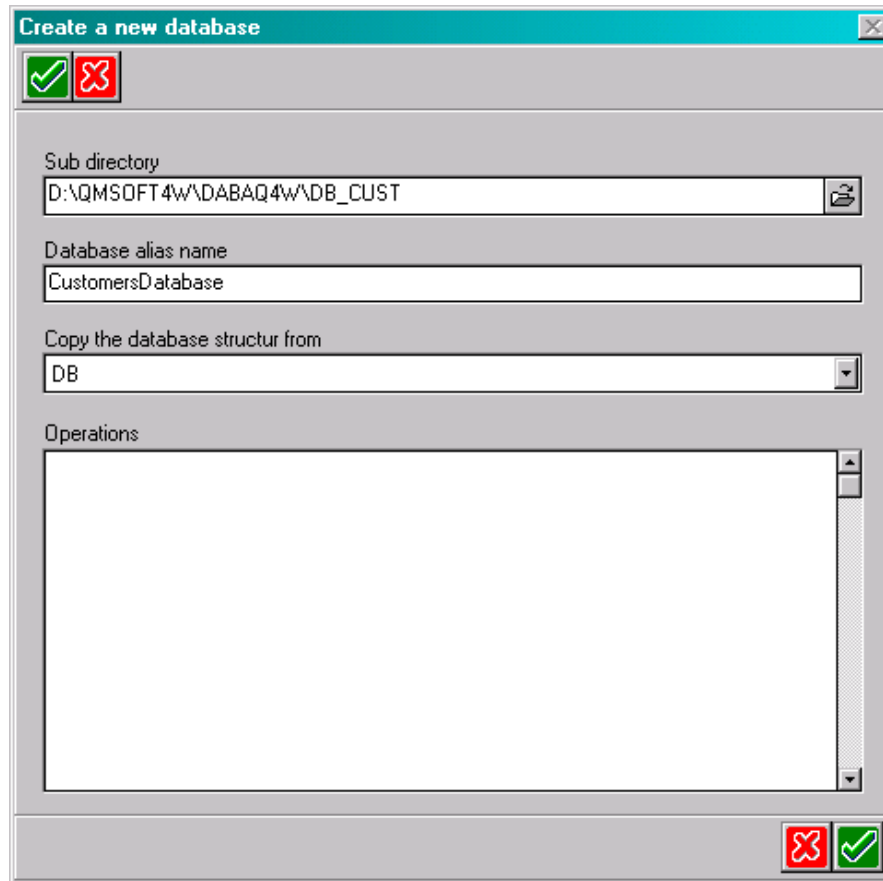 Create a new database
Sub directory
D:\QMSOFT4W\DABAQ4W\DB_CUST
Database alias name
CustomersDatabase
Copy the database structur from
DB
Operations